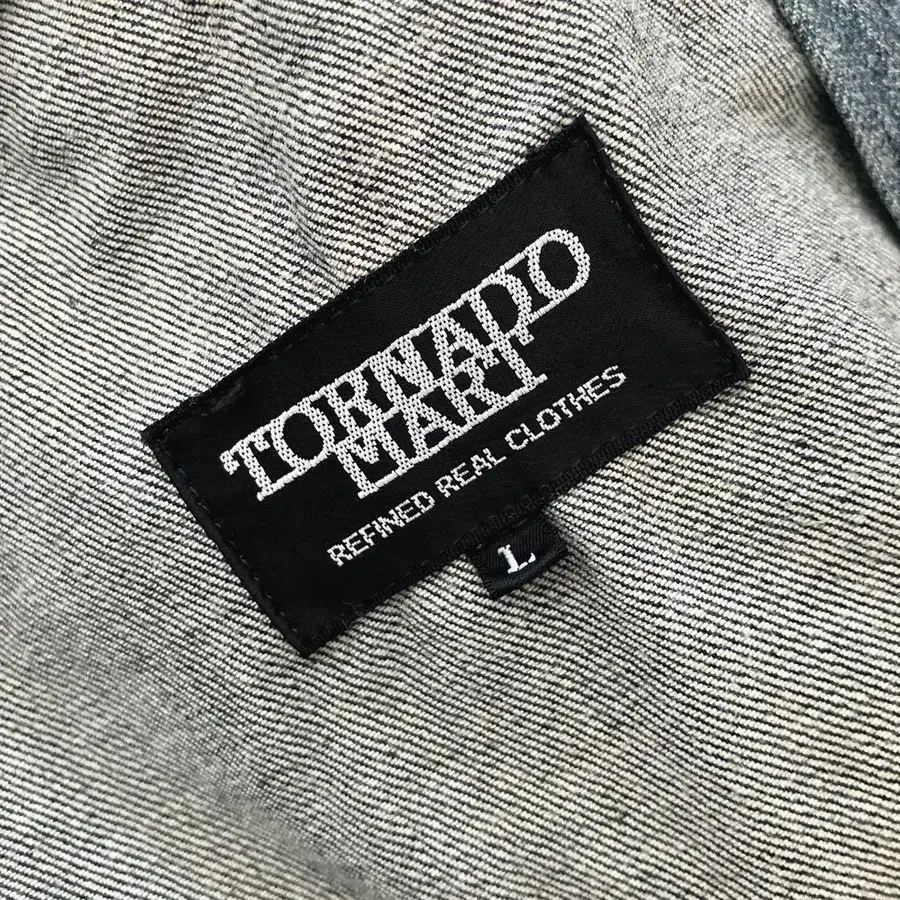 TORNADO
MART
REFINED REAL CLOTHES
L